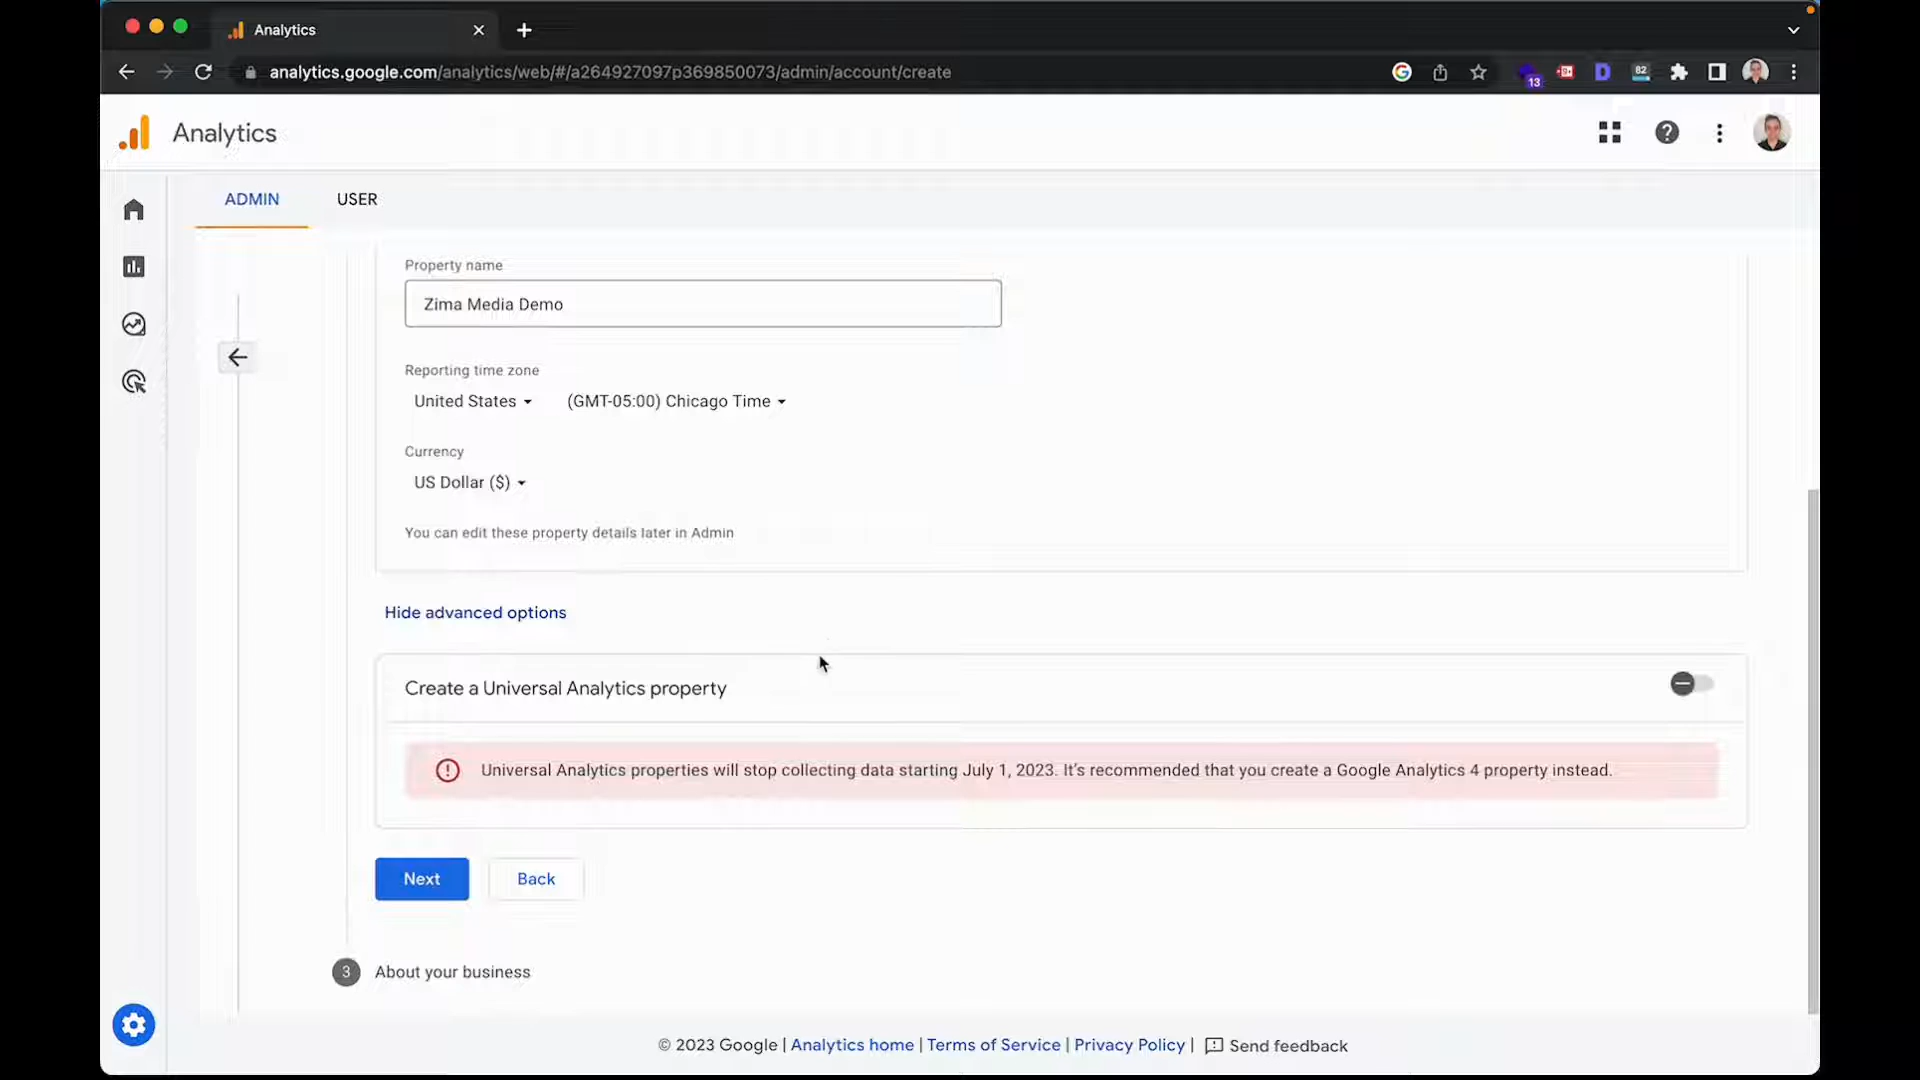 Analytics
analytics.google.com/analytics/web/#/a264927097p369850073/admin/account/create
13
82
D
Analytics
ADMIN
USER
Property name
Zima Media Demo
Reporting time zone
United States
(GMT-05:00) Chicago Time
Currency
US Dollar ($)
You can edit these property details later in Admin
Hide advanced options
Create a Universal Analytics property
Universal Analytics properties will stop collecting data starting July 1, 2023. It's recommended that you create a Google Analytics 4 property instead.
Next
Back
3
About your business
© 2023 Google | Analytics home | Terms of Service | Privacy Policy | Send feedback